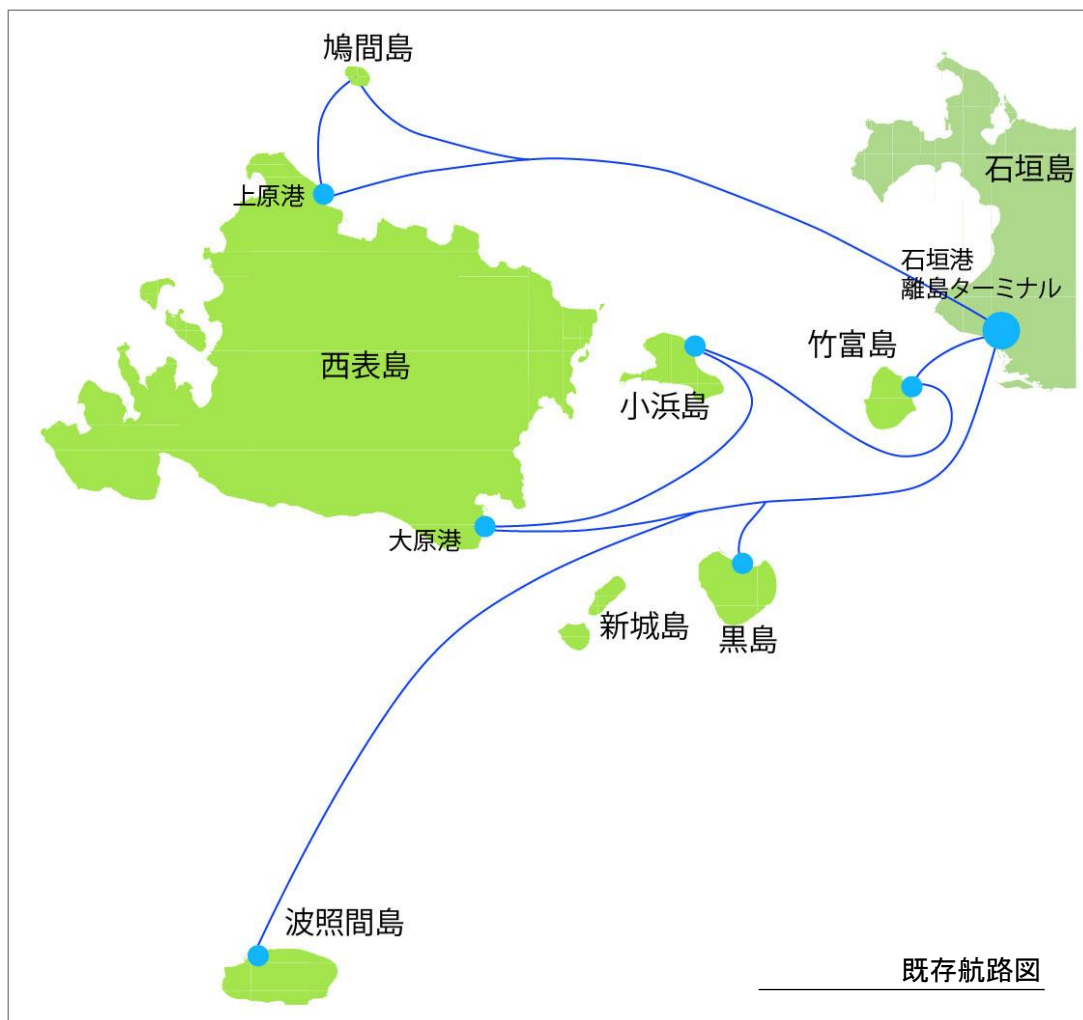 鳩間島
石垣島
上原港
石垣港
離島ターミナル
竹富島
西表島
小浜島
大原港
新城島
黒島
波照間島
既存航路図